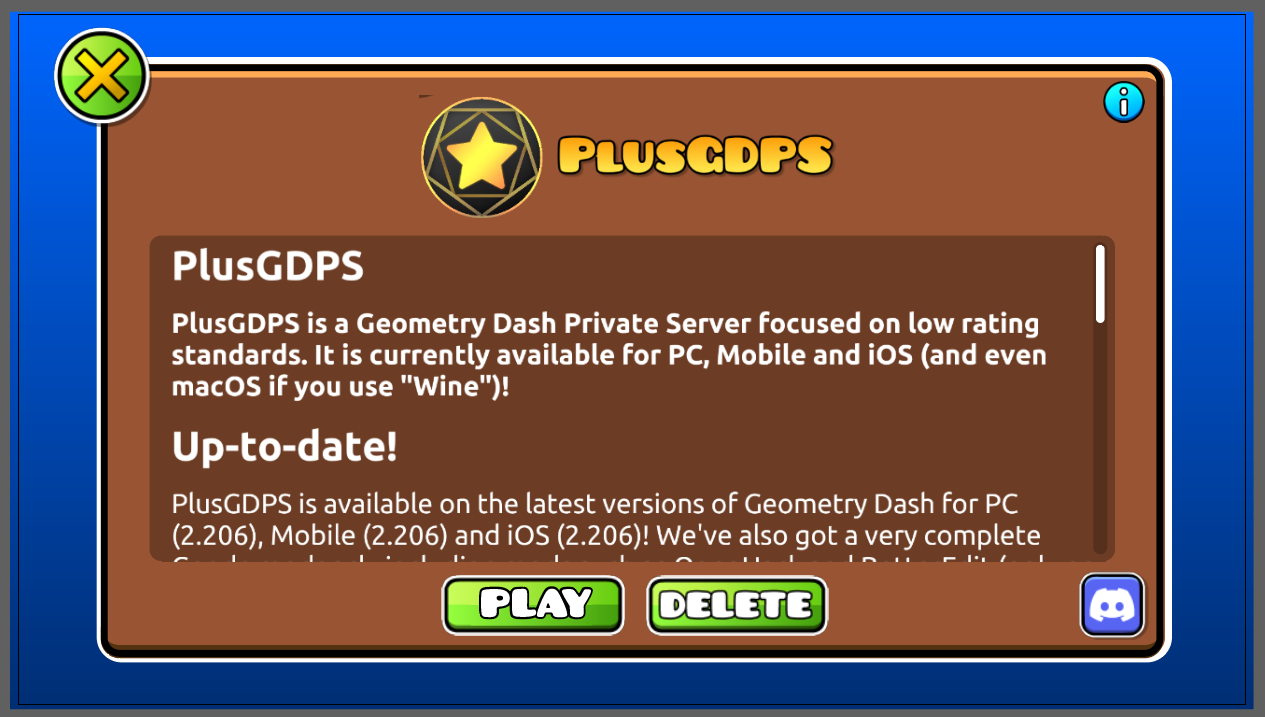 PLUSGDPS
PlusGDPS
PlusGDPS is a Geometry Dash Private Server focused on low rating
standards. It is currently available for PC, Mobile and iOS (and even
macOS if you use "Wine")!
Up-to-date!
PlusGDPS is available on the latest versions of Geometry Dash for PC
(2.206), Mobile (2.206) and iOS (2.206)! We've also got a very complete
PLAY
DELETE